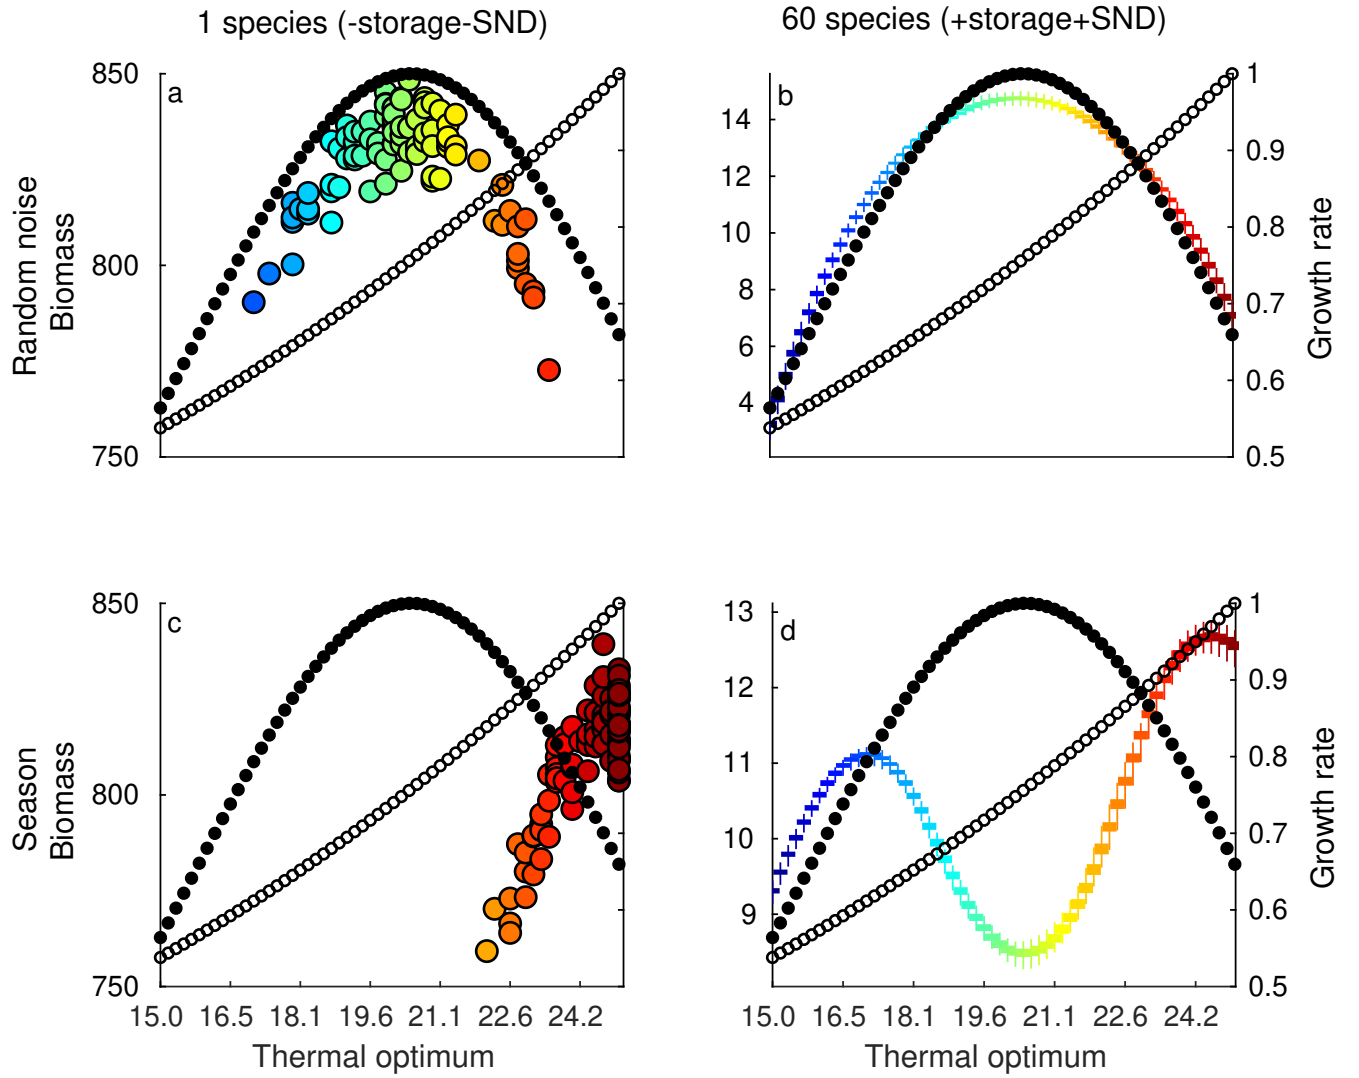 1 species (-storage-SND)
60 species (+storage+SND)
a
850
800
750
Random noise
Biomass
b
14
12
10
8
6
4
1
0.9
0.8
0.7
0.6
0.5
Growth rate
c
850
800
750
Season
Biomass
15.0 16.5 18.1 19.6 21.1 22.6 24.2
Thermal optimum
d
13
12
11
10
9
1
0.9
0.8
0.7
0.6
0.5
Growth rate
15.0 16.5 18.1 19.6 21.1 22.6 24.2
Thermal optimum